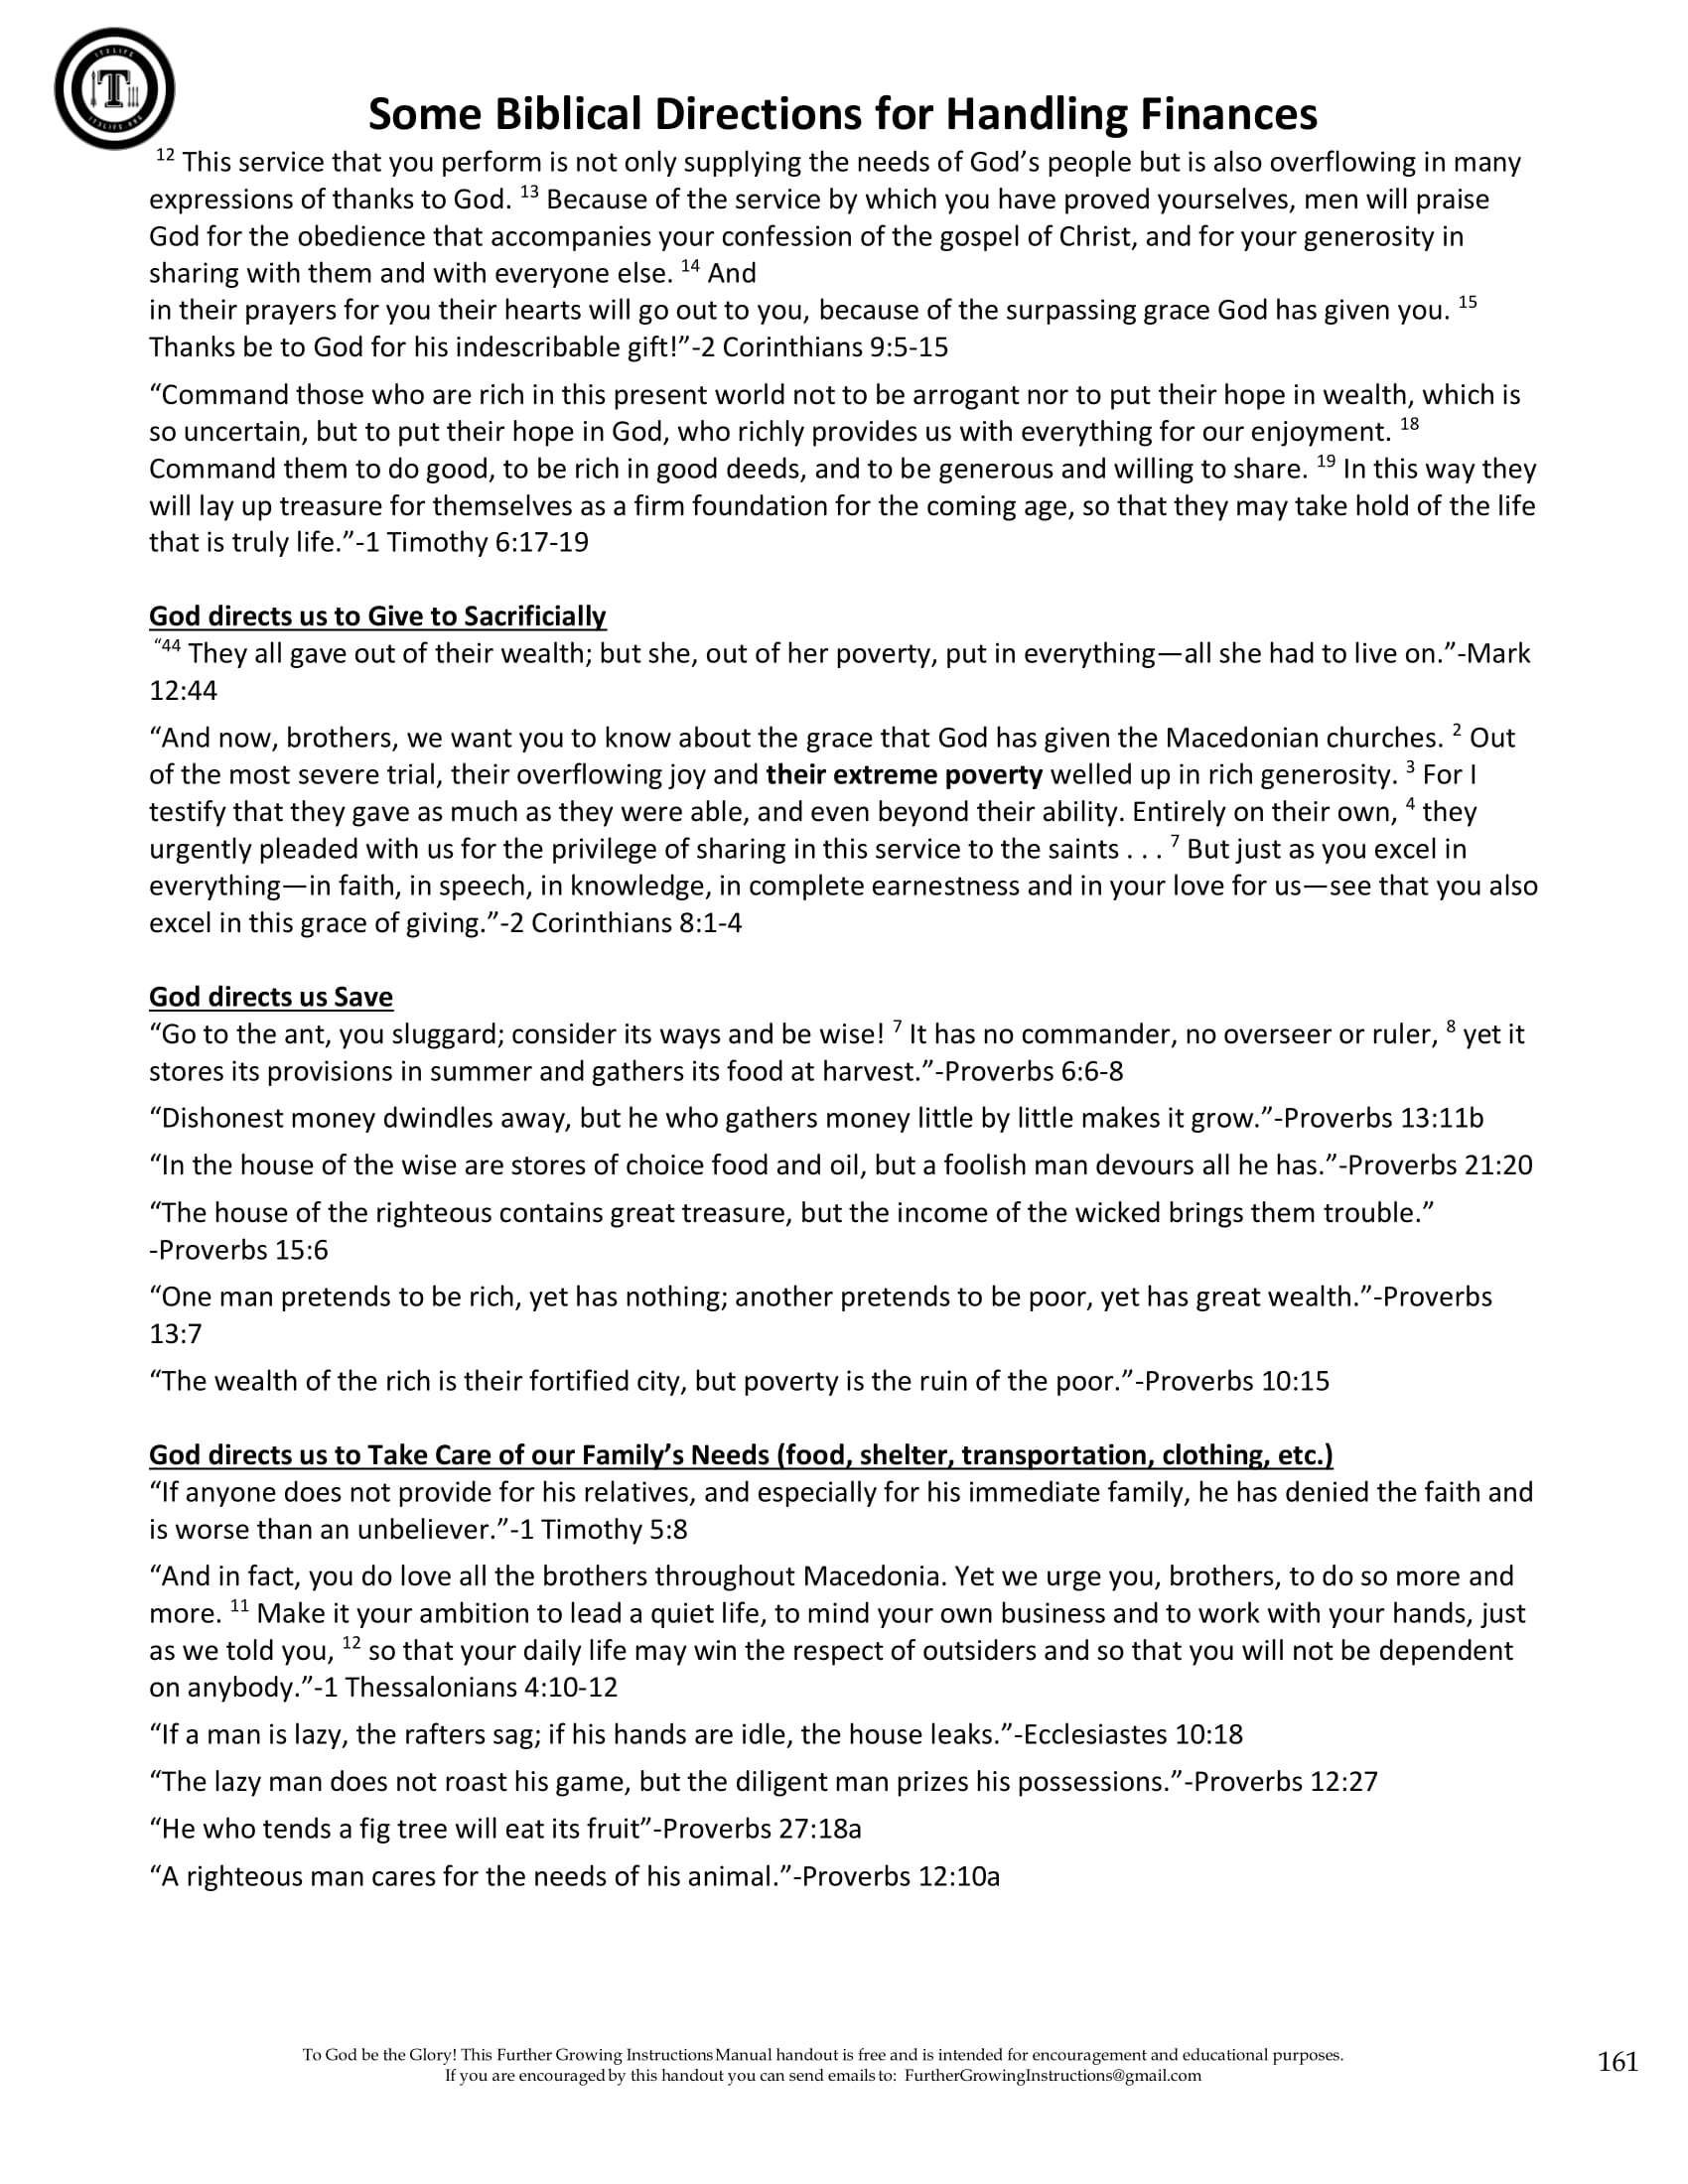 T
Some Biblical Directions for Handling Finances
12 This service that you perform is not only supplying the needs of God’s people but is also overflowing in many
expressions of thanks to God. 13 Because of the service by which you have proved yourselves, men will praise
God for the obedience that accompanies your confession of the gospel of Christ, and for your generosity in
sharing with them and with everyone else. 14 And
in their prayers for you their hearts will go out to you, because of the surpassing grace God has given you. 15
Thanks be to God for his indescribable gift!”-2 Corinthians 9:5-15
“Command those who are rich in this present world not to be arrogant nor to put their hope in wealth, which is
so uncertain, but to put their hope in God, who richly provides us with everything for our enjoyment. 18
Command them to do good, to be rich in good deeds, and to be generous and willing to share. 19 In this way they
will lay up treasure for themselves as a firm foundation for the coming age, so that they may take hold of the life
that is truly life.”-1 Timothy 6:17-19
God directs us to Give to Sacrificially
“44 They all gave out of their wealth; but she, out of her poverty, put in everything—all she had to live on.”-Mark
12:44
“And now, brothers, we want you to know about the grace that God has given the Macedonian churches. 2 Out
of the most severe trial, their overflowing joy and their extreme poverty welled up in rich generosity. 3 For I
testify that they gave as much as they were able, and even beyond their ability. Entirely on their own, 4 they
urgently pleaded with us for the privilege of sharing in this service to the saints . . . 7 But just as you excel in
everything—in faith, in speech, in knowledge, in complete earnestness and in your love for us—see that you also
excel in this grace of giving.”-2 Corinthians 8:1-4
God directs us Save
“Go to the ant, you sluggard; consider its ways and be wise! 7 It has no commander, no overseer or ruler, 8 yet it
stores its provisions in summer and gathers its food at harvest.”-Proverbs 6:6-8
“Dishonest money dwindles away, but he who gathers money little by little makes it grow.”-Proverbs 13:11b
“In the house of the wise are stores of choice food and oil, but a foolish man devours all he has.”-Proverbs 21:20
“The house of the righteous contains great treasure, but the income of the wicked brings them trouble.”
-Proverbs 15:6
“One man pretends to be rich, yet has nothing; another pretends to be poor, yet has great wealth.”-Proverbs
13:7
“The wealth of the rich is their fortified city, but poverty is the ruin of the poor.”-Proverbs 10:15
God directs us to Take Care of our Family’s Needs (food, shelter, transportation, clothing, etc.)
“If anyone does not provide for his relatives, and especially for his immediate family, he has denied the faith and
is worse than an unbeliever.”-1 Timothy 5:8
“And in fact, you do love all the brothers throughout Macedonia. Yet we urge you, brothers, to do so more and
more. 11 Make it your ambition to lead a quiet life, to mind your own business and to work with your hands, just
as we told you, 12 so that your daily life may win the respect of outsiders and so that you will not be dependent
on anybody.”-1 Thessalonians 4:10-12
“If a man is lazy, the rafters sag; if his hands are idle, the house leaks.”-Ecclesiastes 10:18
“The lazy man does not roast his game, but the diligent man prizes his possessions.”-Proverbs 12:27
“He who tends a fig tree will eat its fruit”-Proverbs 27:18a
“A righteous man cares for the needs of his animal.”-Proverbs 12:10a
To God be the Glory! This Further Growing Instructions Manual handout is free and is intended for encouragement and educational purposes.
If you are encouraged by this handout you can send emails to: FurtherGrowingInstructions@gmail.com
161